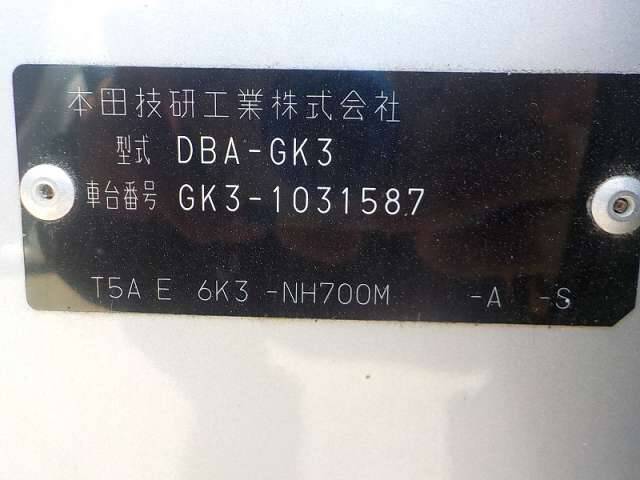 本田技研工業株式会社
型式 DBA-GK3
車台番号 GK3-1031587
T5A E 6K3 -NH700M -A -S